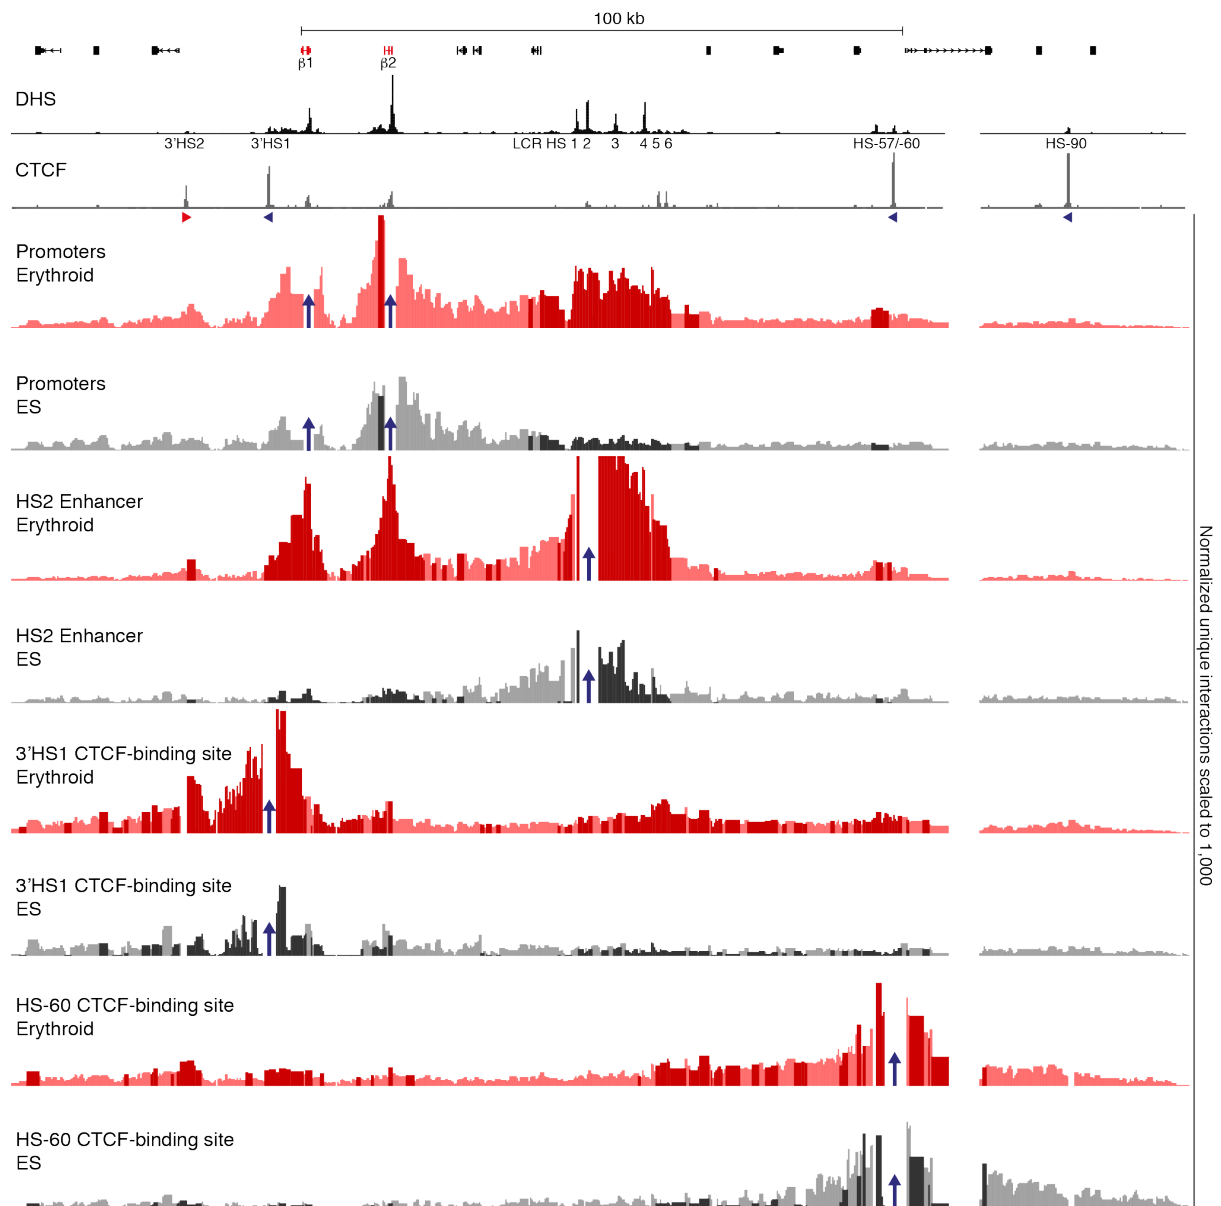 100 kb
β1
β2
DHS
3’HS2
3’HS1
LCR HS 1 2 3 4 5 6
HS-57/-60
HS-90
CTCF
Promoters
Erythroid
Promoters
ES
HS2 Enhancer
Erythroid
HS2 Enhancer
ES
3’HS1 CTCF-binding site
Erythroid
3’HS1 CTCF-binding site
ES
HS-60 CTCF-binding site
Erythroid
HS-60 CTCF-binding site
ES
Normalized unique interactions scaled to 1,000